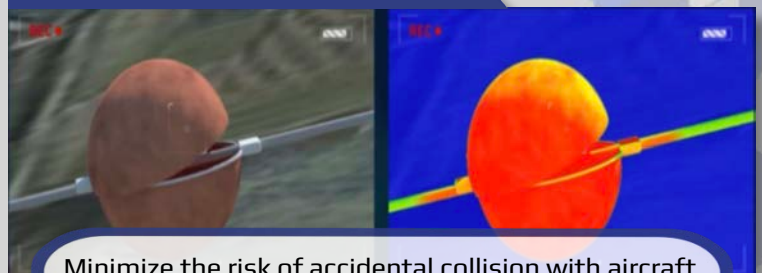 REC
REC
Minimize the risk of accidental collision with aircraft